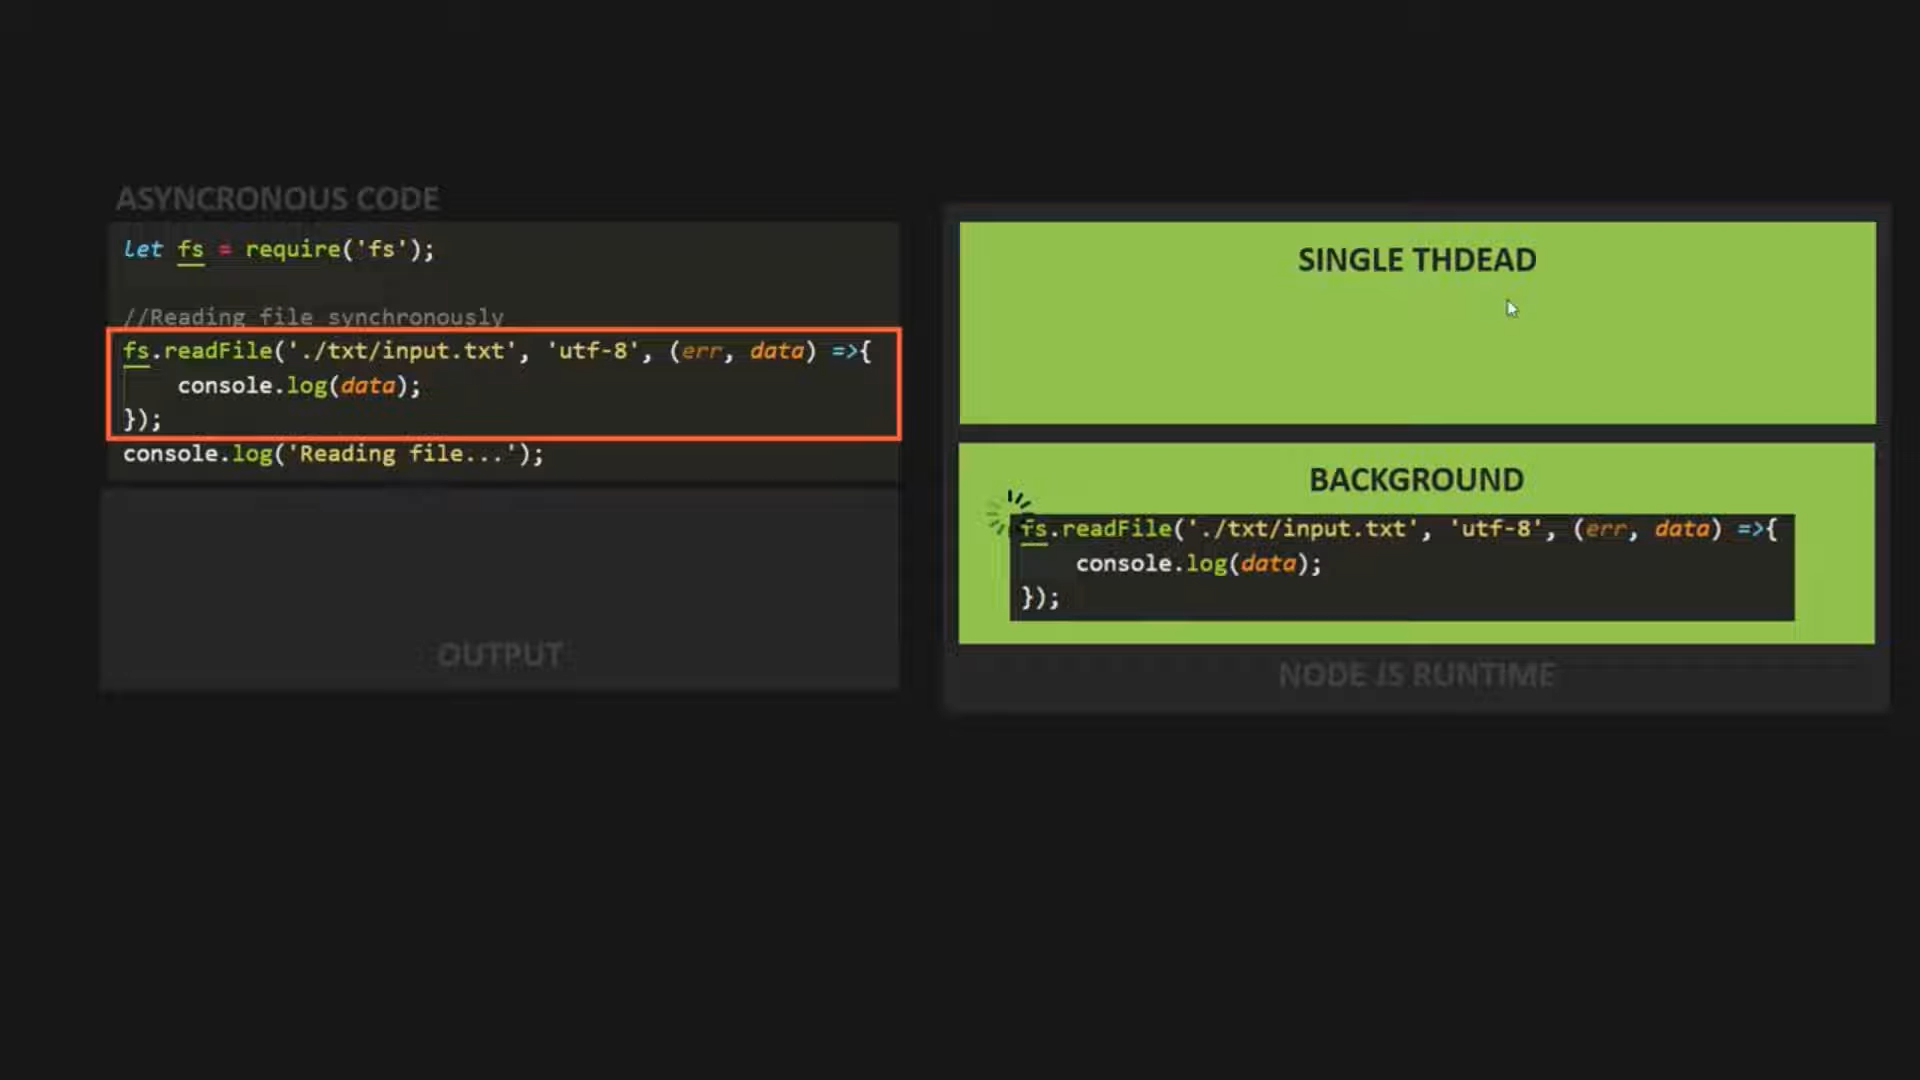 ASYNCRONOUS CODE
let fs = require('fs');
//Reading file synchronously
fs.readFile('./txt/input.txt', 'utf-8', (err, data) =>{
    console.log(data);
});
console.log('Reading file...');
OUTPUT
SINGLE THDEAD
BACKGROUND
fs.readFile('./txt/input.txt', 'utf-8', (err, data) =>{
    console.log(data);
});
NODE JS RUNTIME